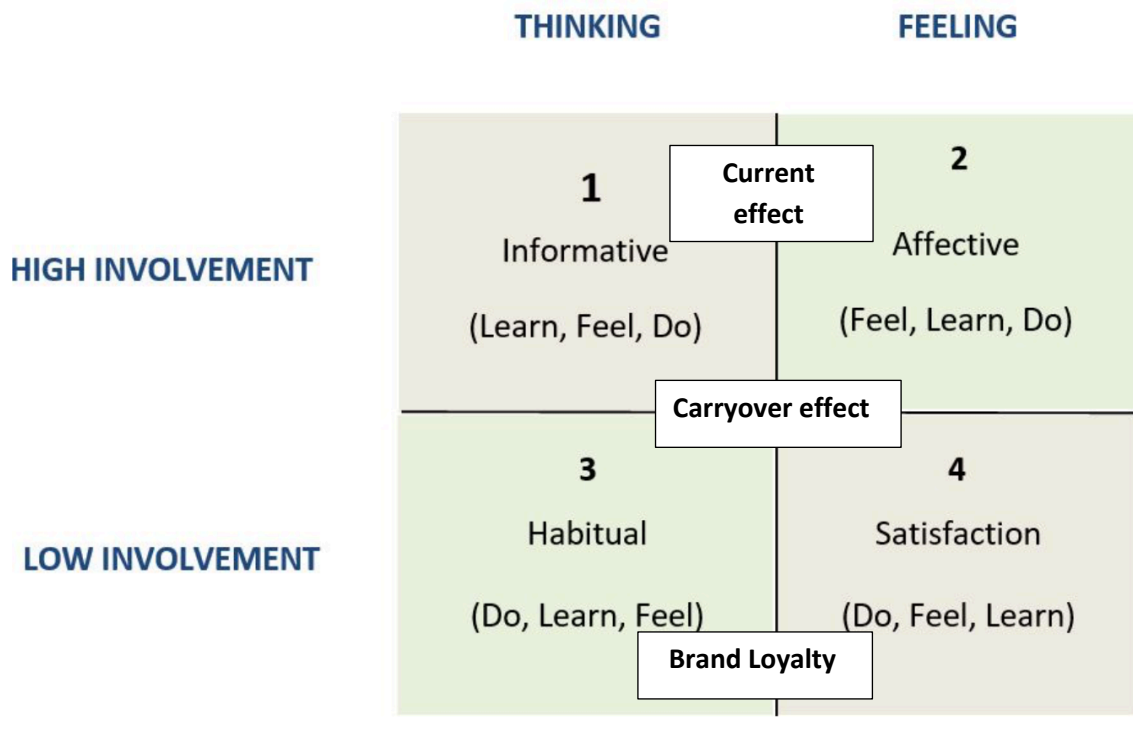 THINKING
FEELING
HIGH INVOLVEMENT
1
Informative
(Learn, Feel, Do)
Current
effect
2
Affective
(Feel, Learn, Do)
Carryover effect
LOW INVOLVEMENT
3
Habitual
(Do, Learn, Feel)
4
Satisfaction
(Do, Feel, Learn)
Brand Loyalty